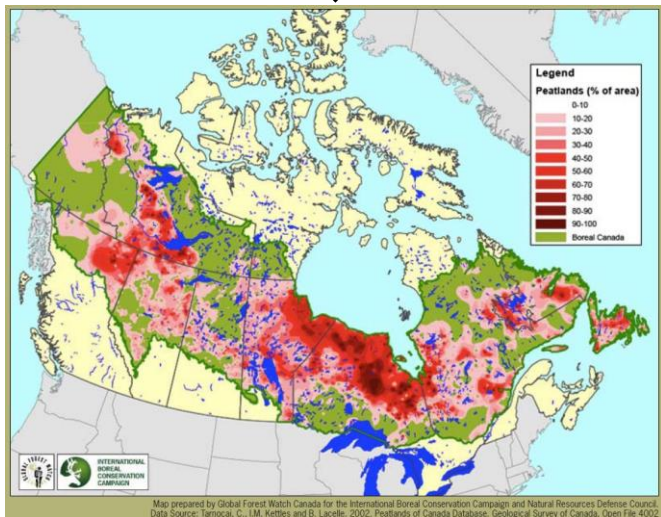 Legend
Peatlands (% of area)
0-10
10-20
20-30
30-40
40-50
50-60
60-70
70-80
80-90
90-100
Boreal Canada
GLOBAL FOREST WATCH
INTERNATIONAL
BOREAL
CONSERVATION
CAMPAIGN
Map prepared by Global Forest Watch Canada for the International Boreal Conservation Campaign and Natural Resources Defense Council.
Data Source: Tarnocai, C., I.M. Kettles and B. Lacelle. 2002. Peatlands of Canada Database. Geological Survey of Canada. Open File 4002